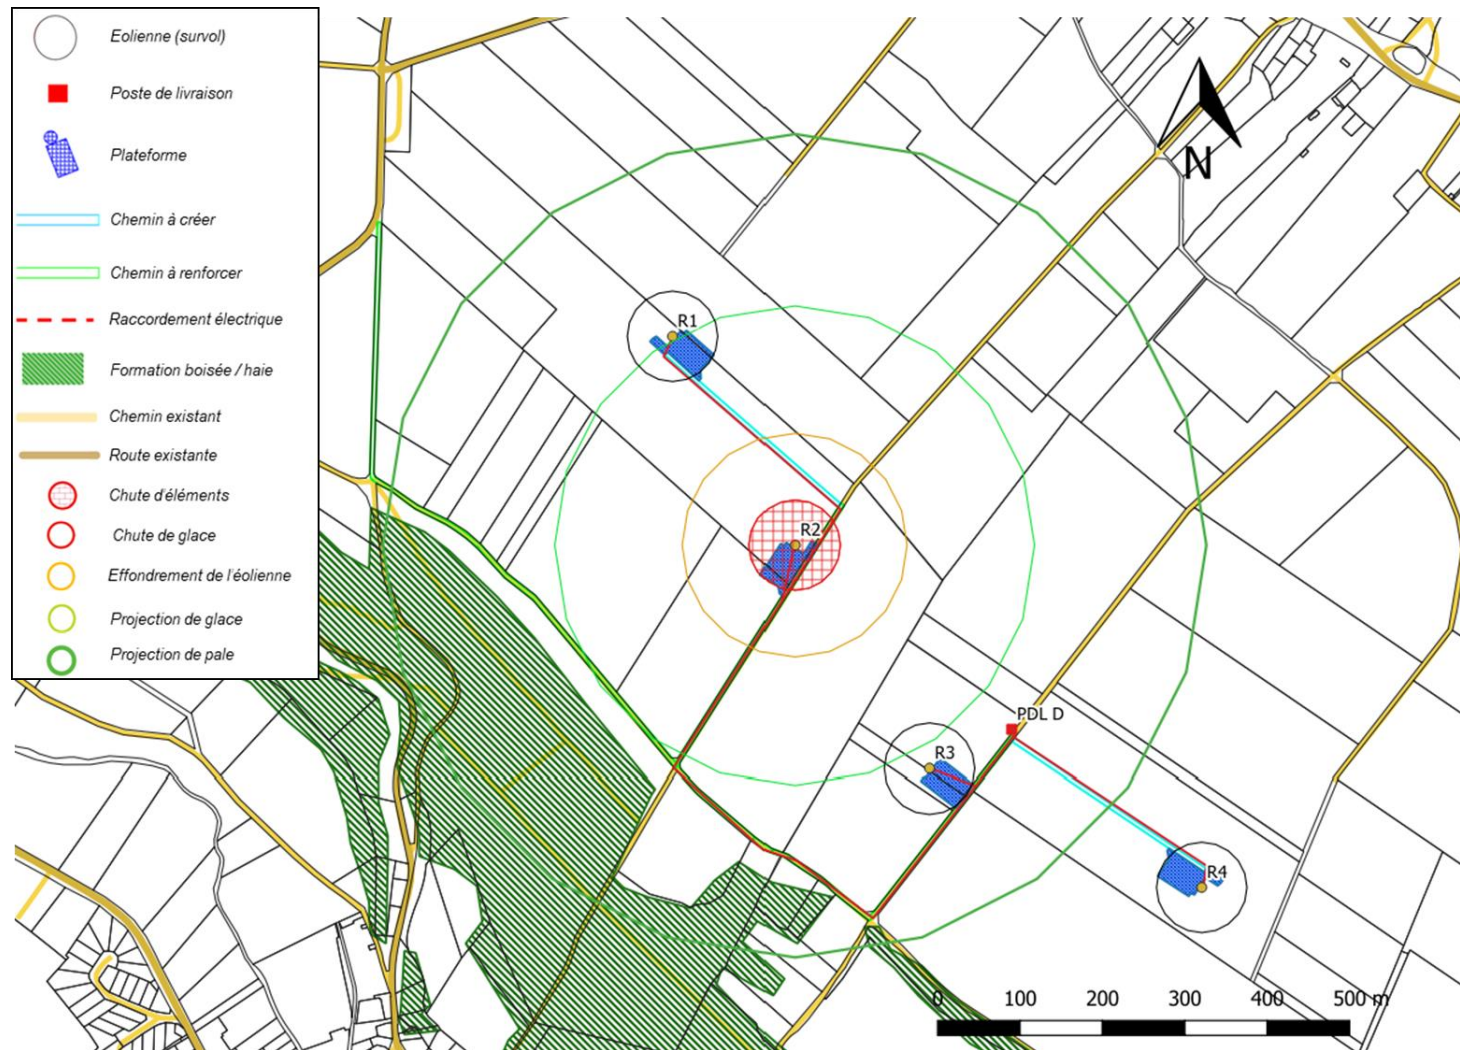 Eolienne (survol)
Poste de livraison
Plateforme
Chemin à créer
Chemin à renforcer
Raccordement électrique
Formation boisée / haie
Chemin existant
Route existante
Chute d'éléments
Chute de glace
Effondrement de l'éolienne
Projection de glace
Projection de pale
N
R1
R2
PDL D
R3
R4
0 100 200 300 400 500 m